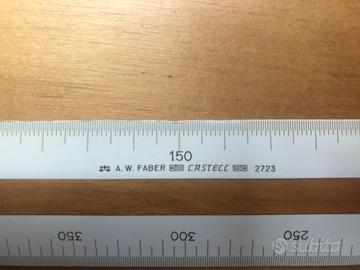 150
A.W. FABER CASTELL 2723
350 300 250
subito